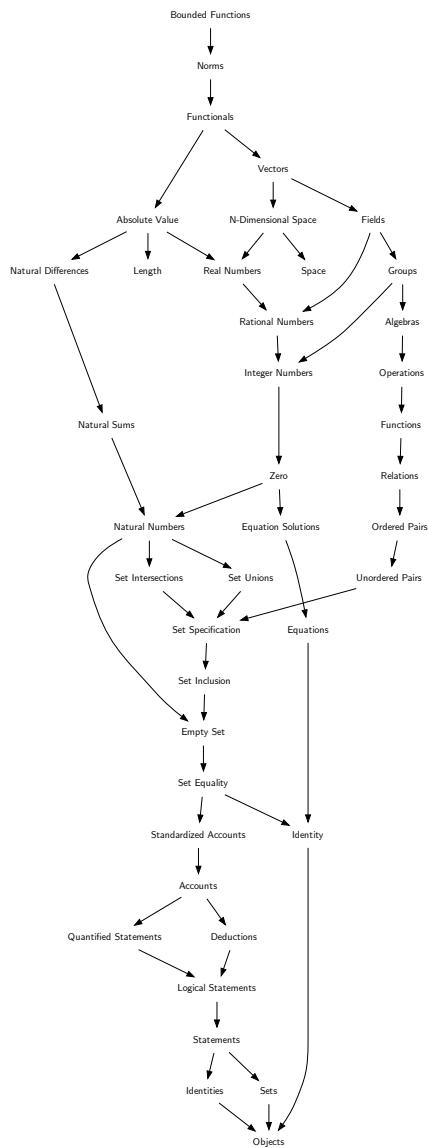 Bounded Functions
Norms
Functionals
Vectors
Absolute Value N-Dimensional Space Fields
Natural Differences Length Real Numbers Space Groups
Rational Numbers Algebras
Integer Numbers Operations
Natural Sums Functions
Zero Relations
Natural Numbers Equation Solutions Ordered Pairs
Set Intersections Set Unions Unordered Pairs
Set Specification Equations
Set Inclusion
Empty Set
Set Equality
Standardized Accounts Identity
Accounts
Quantified Statements Deductions
Logical Statements
Statements
Identities Sets
Objects